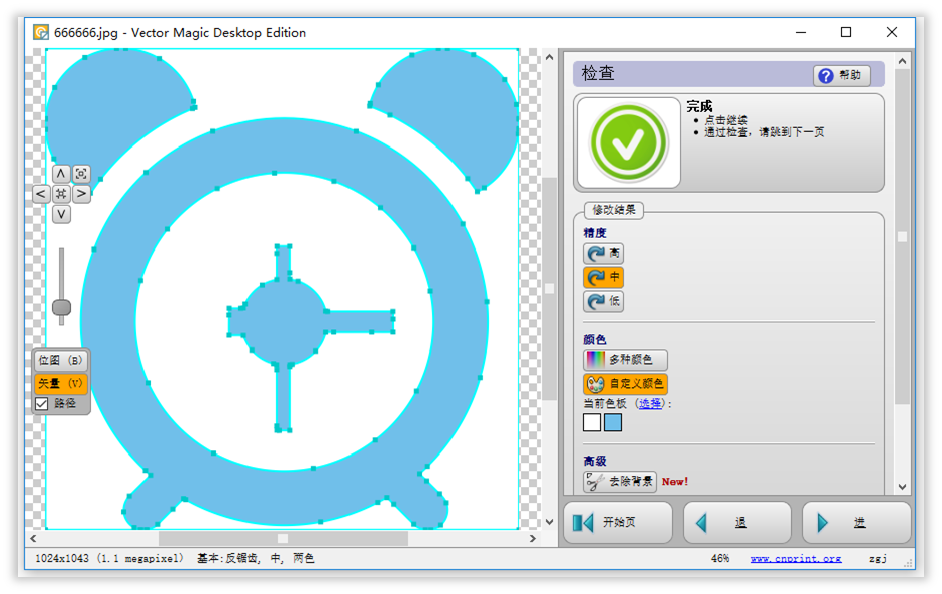 666666.jpg - Vector Magic Desktop Edition
检查
帮助
完成
点击继续
通过检查，请跳到下一页
修改结果
精度
高
中
低
颜色
多种颜色
自定义颜色
当前色板 (选择):
高级
去除背景 New!
位图 (B)
矢量 (V)
路径
开始页
退
进
1024x1043 (1.1 megapixel) 基本:反锯齿, 中, 两色
46% www.cnprint.org zgj